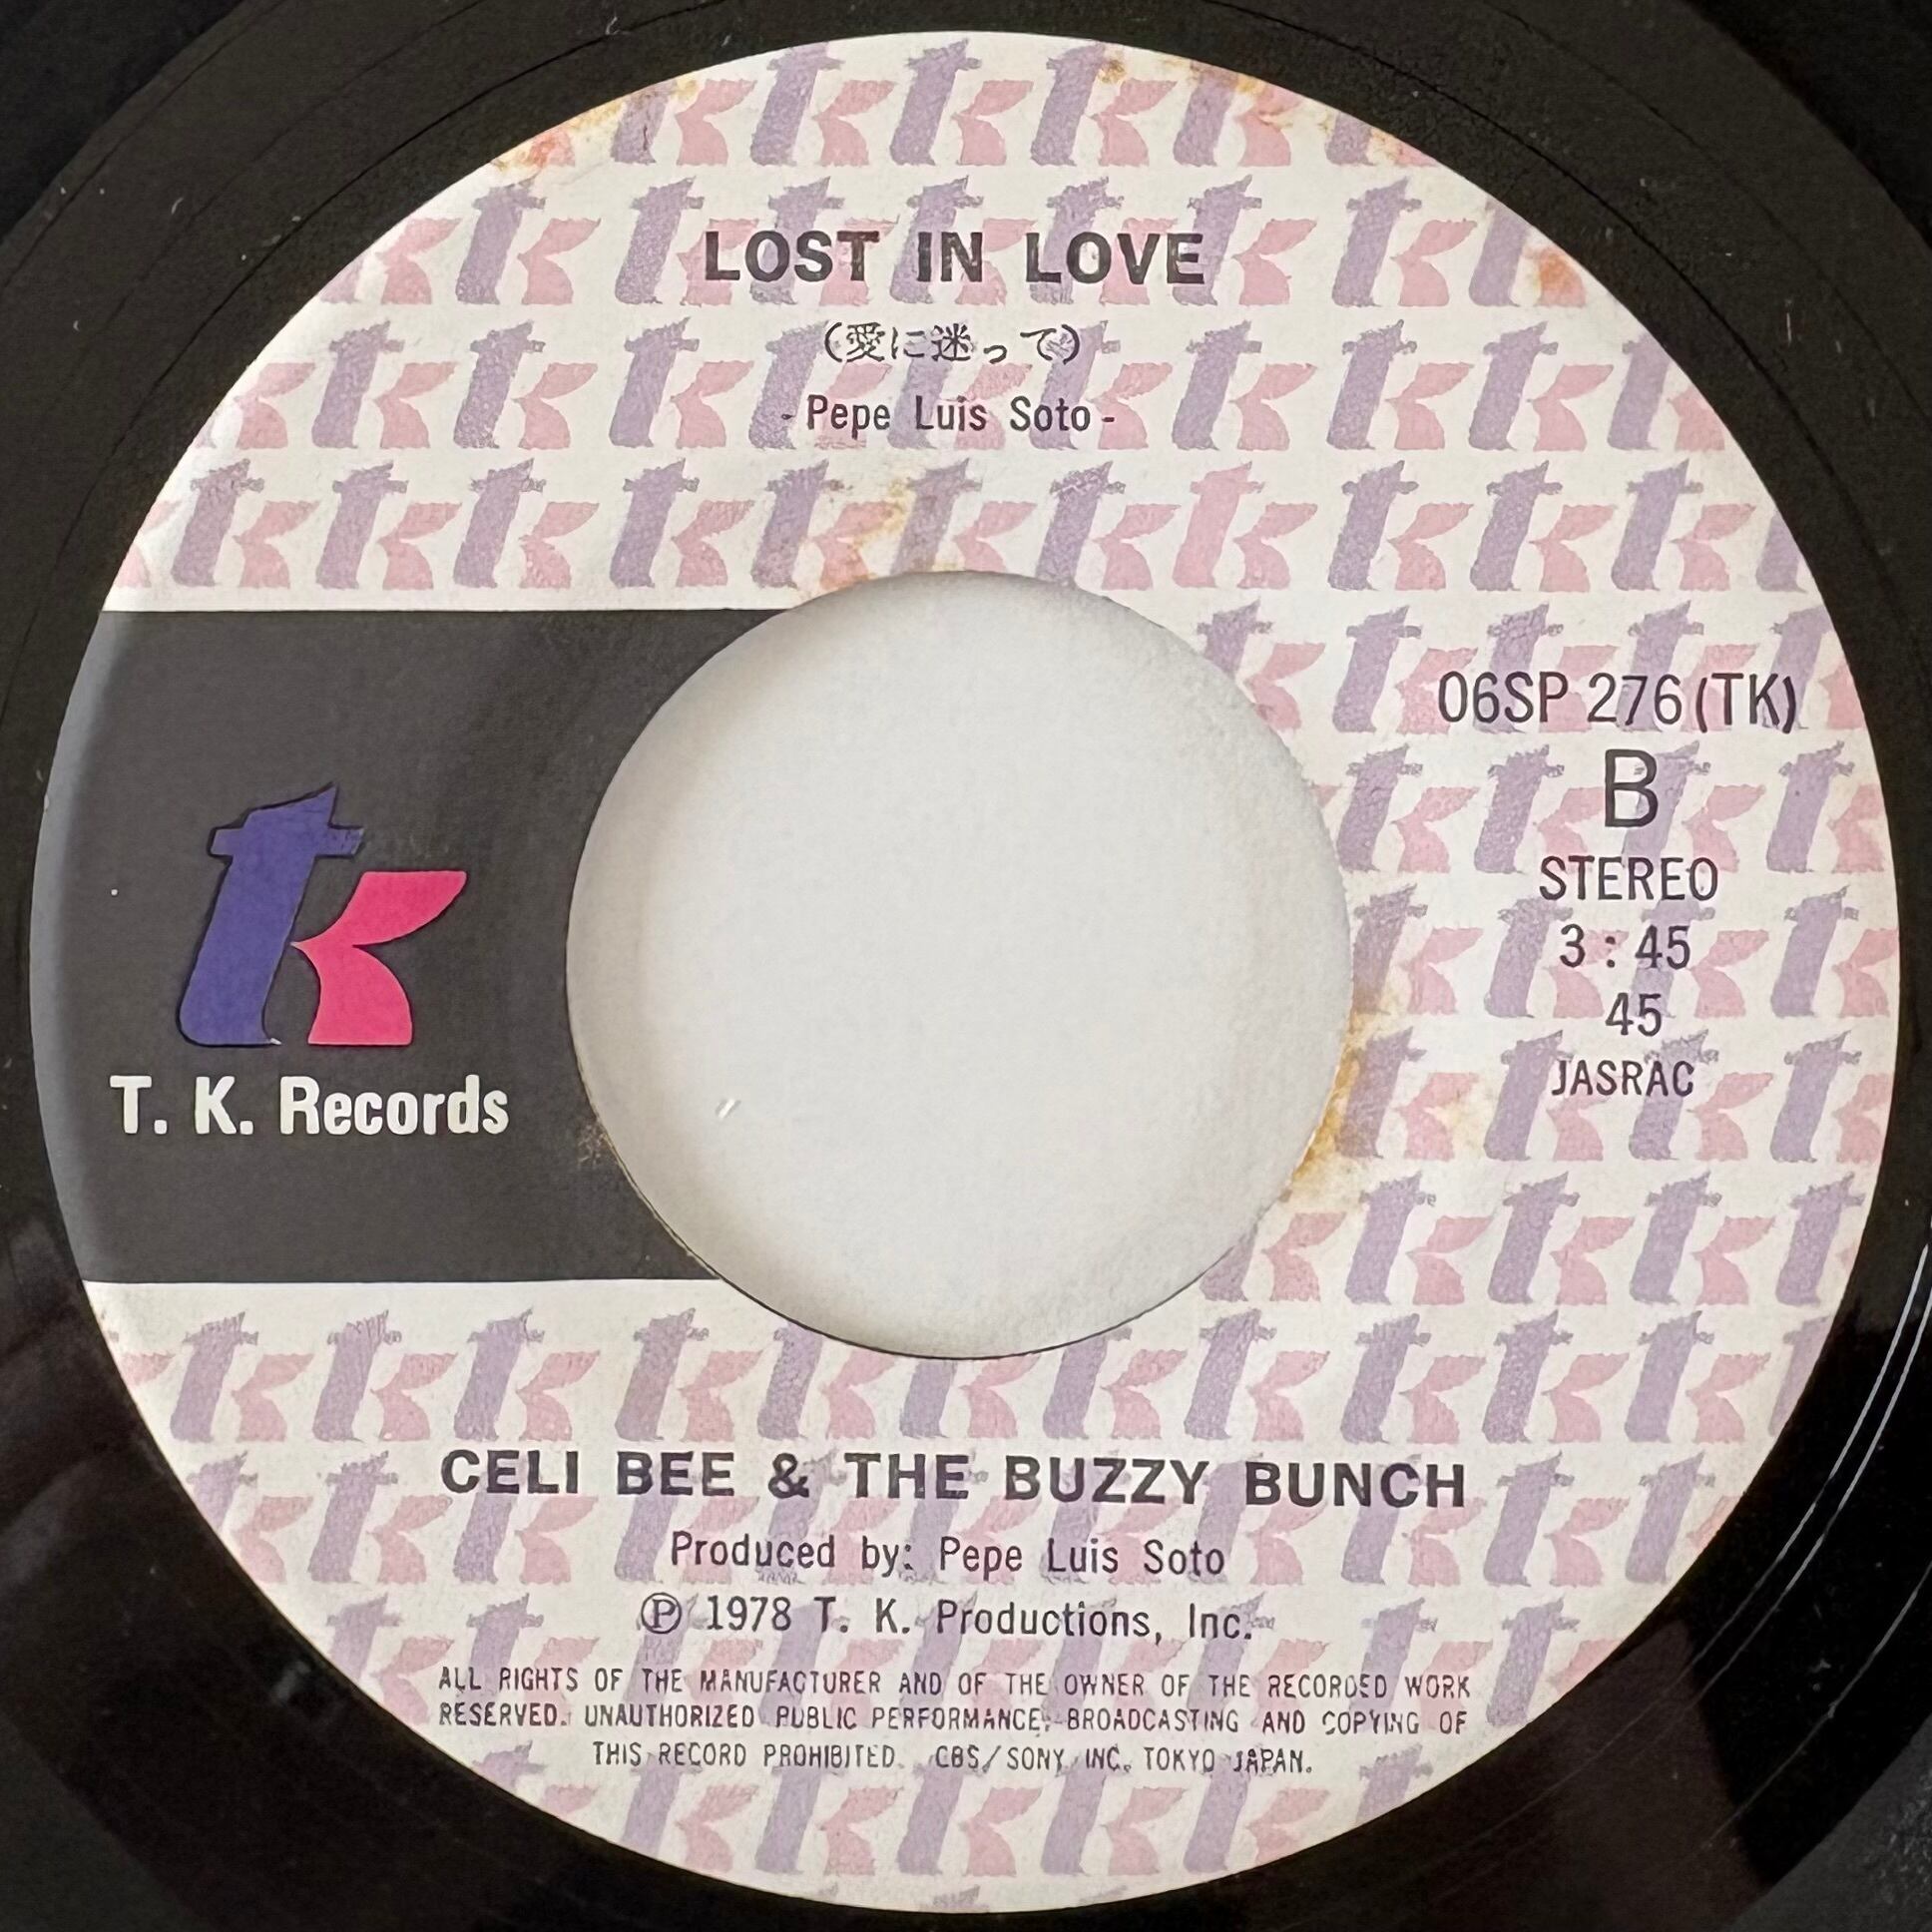 LOST IN LOVE
(愛に迷って)
- Pepe Luis Soto -
06SP 276 (TK)
B
STEREO
3 : 45
45
JASRAC
tk
T. K. Records
CELI BEE & THE BUZZY BUNCH
Produced by: Pepe Luis Soto
Ⓟ 1978 T. K. Productions, Inc.
ALL RIGHTS OF THE MANUFACTURER AND OF THE OWNER OF THE RECORDED WORK
RESERVED. UNAUTHORIZED PUBLIC PERFORMANCE, BROADCASTING AND COPYING OF
THIS RECORD PROHIBITED. CBS/SONY INC. TOKYO JAPAN.